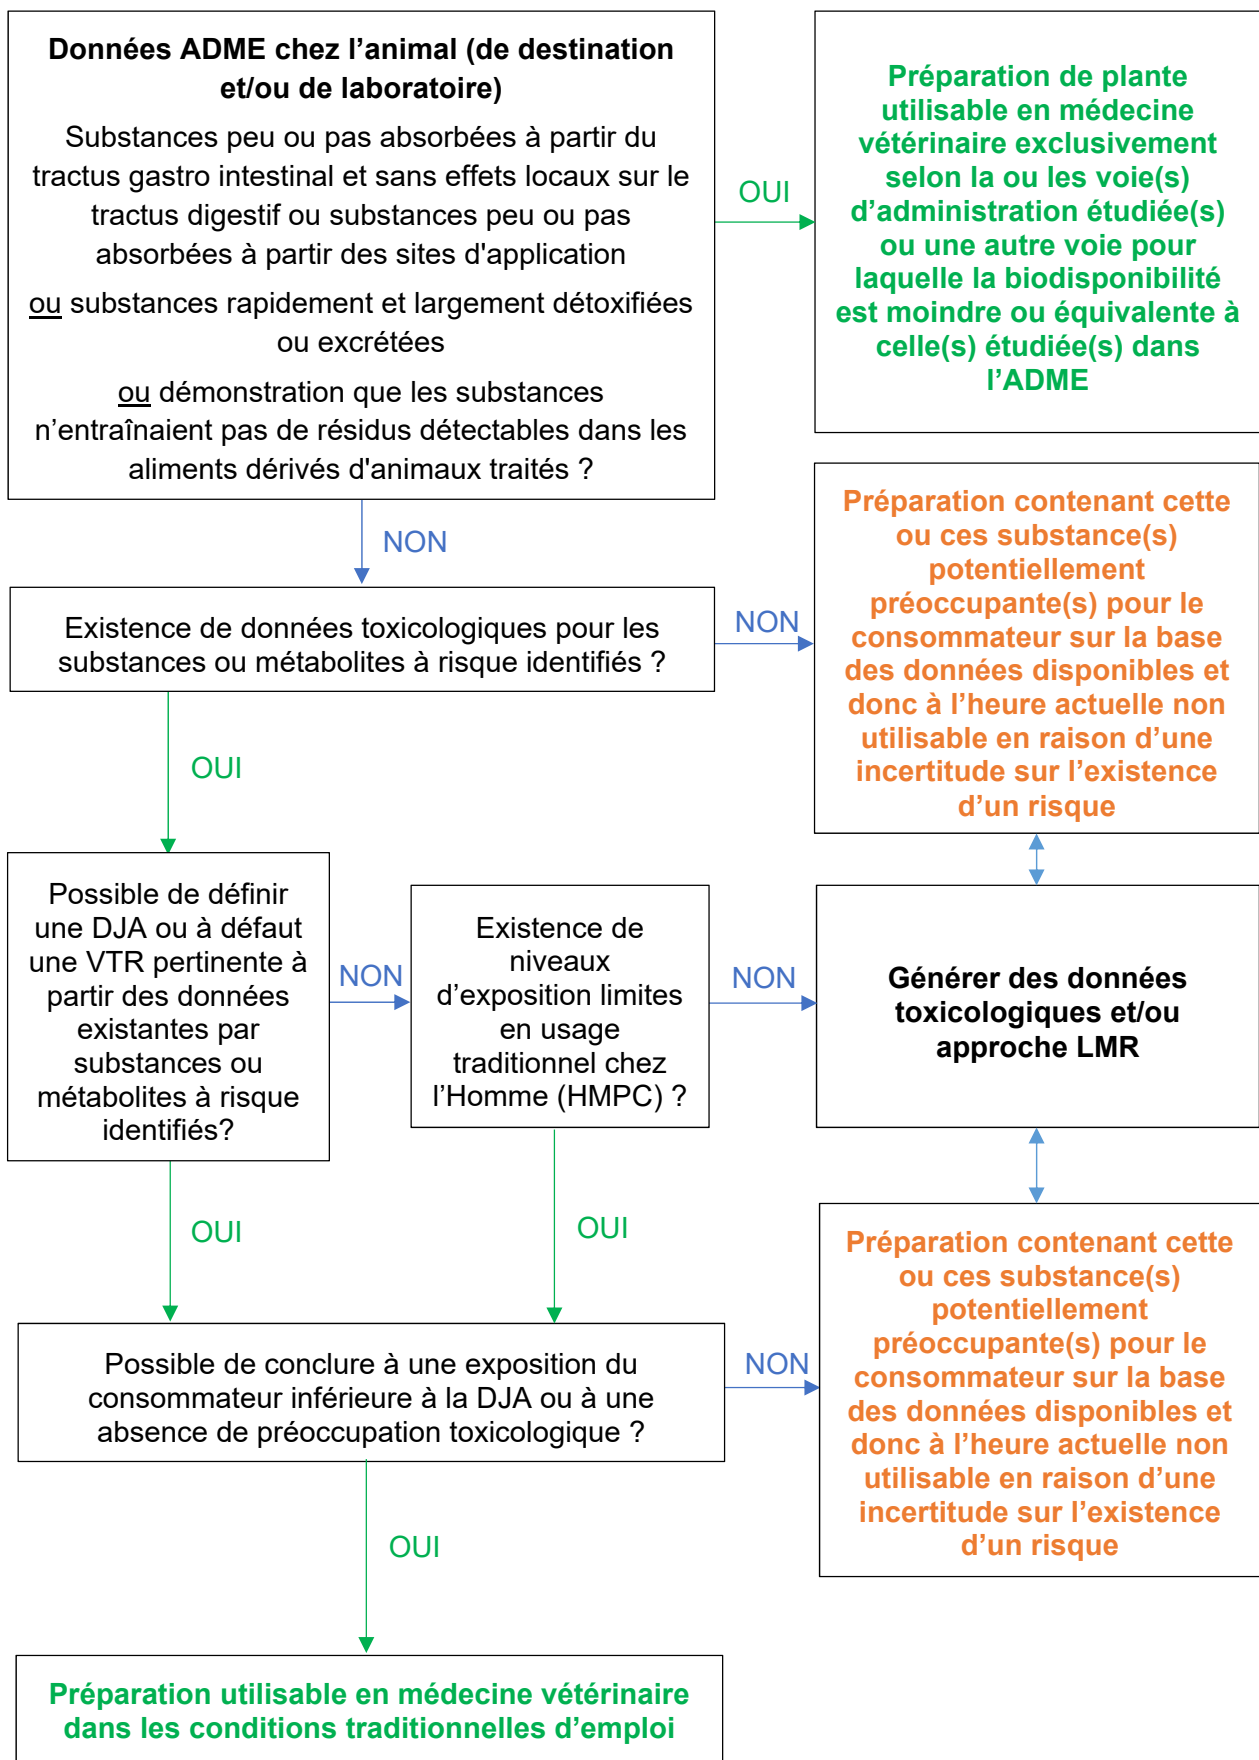 Données ADME chez l'animal (de destination
et/ou de laboratoire)
Substances peu ou pas absorbées à partir du
tractus gastro intestinal et sans effets locaux sur le
tractus digestif ou substances peu ou pas
absorbées à partir des sites d'application
ou substances rapidement et largement détoxifiées
ou excrétées
ou démonstration que les substances
n'entraînaient pas de résidus détectables dans les
aliments dérivés d'animaux traités ?
OUI
Préparation de plante
utilisable en médecine
vétérinaire exclusivement
selon la ou les voie(s)
d'administration étudiée(s)
ou une autre voie pour
laquelle la biodisponibilité
est moindre ou équivalente à
celle(s) étudiée(s) dans
l'ADME
NON
Existence de données toxicologiques pour les
substances ou métabolites à risque identifiés ?
NON
Préparation contenant cette
ou ces substance(s)
potentiellement
préoccupante(s) pour le
consommateur sur la base
des données disponibles et
donc à l'heure actuelle non
utilisable en raison d'une
incertitude sur l'existence
d'un risque
OUI
Possible de définir
une DJA ou à défaut
une VTR pertinente à
partir des données
existantes par
substances ou
métabolites à risque
identifiés?
NON
Existence de
niveaux
d'exposition limites
en usage
traditionnel chez
l'Homme (HMPC) ?
NON
Générer des données
toxicologiques et/ou
approche LMR
OUI
OUI
Possible de conclure à une exposition du
consommateur inférieure à la DJA ou à une
absence de préoccupation toxicologique ?
NON
Préparation contenant cette
ou ces substance(s)
potentiellement
préoccupante(s) pour le
consommateur sur la base
des données disponibles et
donc à l'heure actuelle non
utilisable en raison d'une
incertitude sur l'existence
d'un risque
OUI
Préparation utilisable en médecine vétérinaire
dans les conditions traditionnelles d'emploi